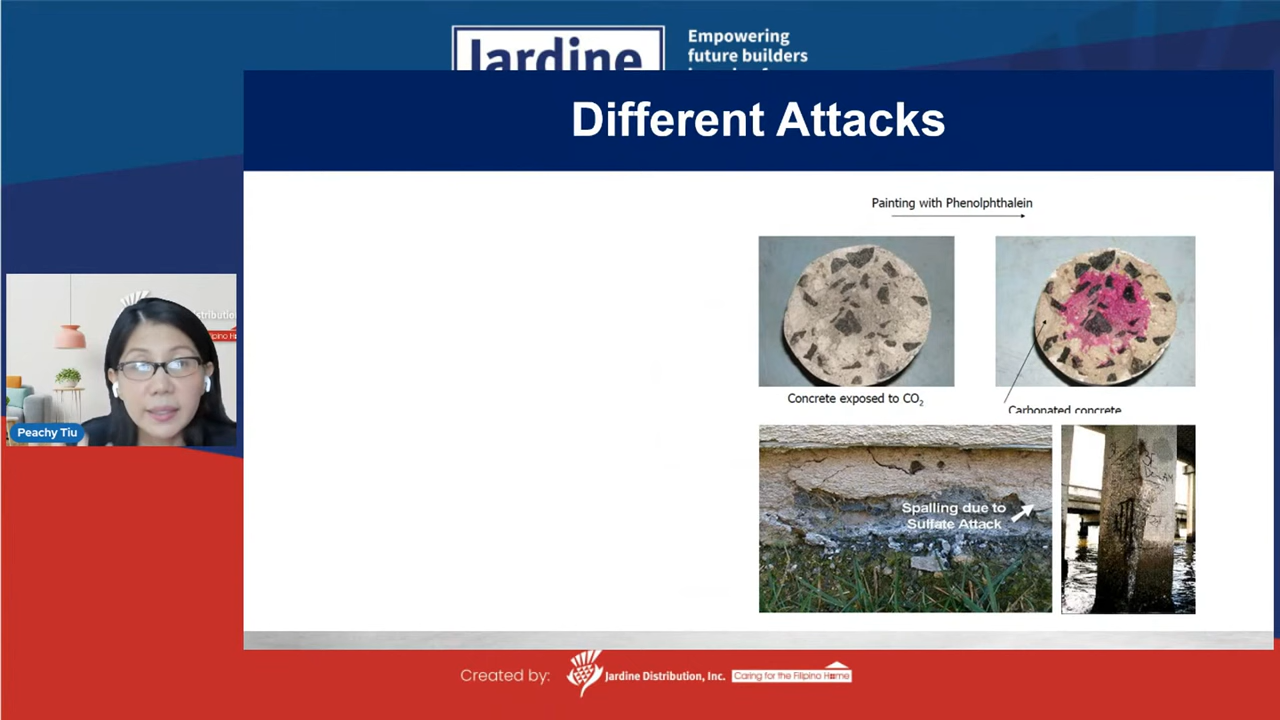 Jardine
Empowering
future builders
Different Attacks
Painting with Phenolphthalein
Concrete exposed to CO2
Carbonated concrete
Spalling due to
Sulfate Attack
Peachy Tiu
Created by:
Jardine Distribution, Inc.
Caring for the Filipino Home